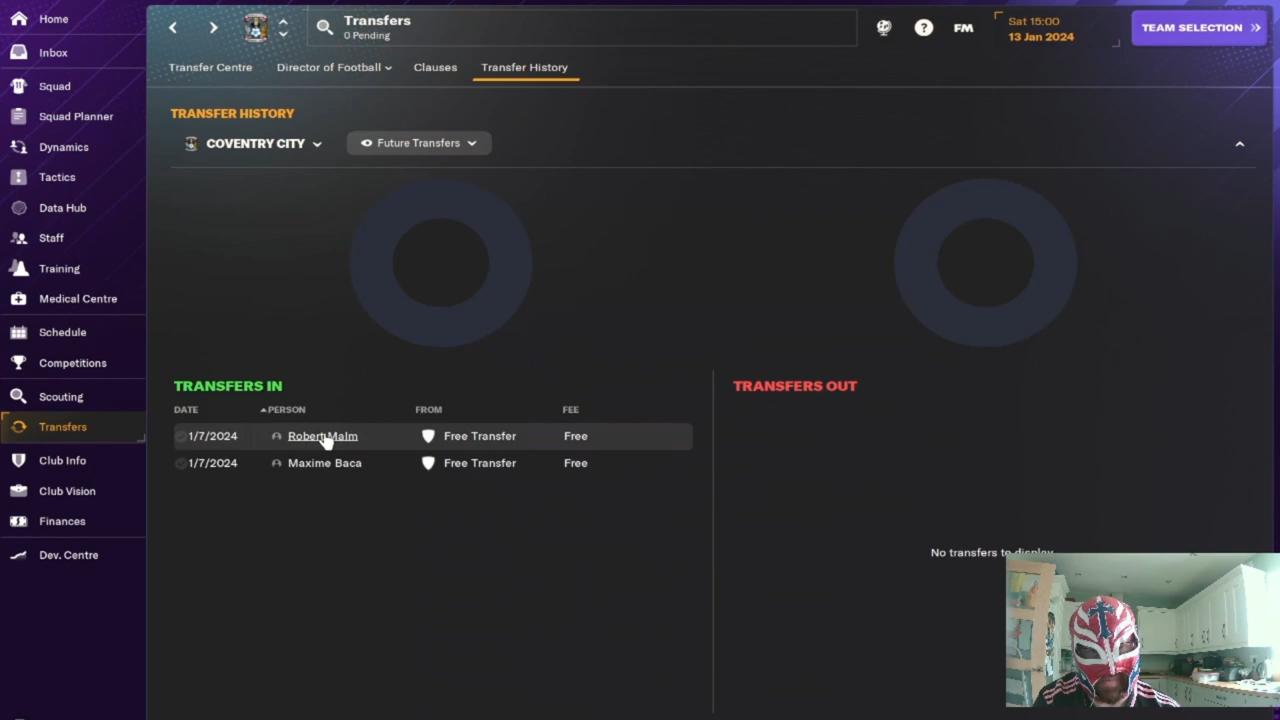 Home
Inbox
Squad
Squad Planner
Dynamics
Tactics
Data Hub
Staff
Training
Medical Centre
Schedule
Competitions
Scouting
Transfers
Club Info
Club Vision
Finances
Dev. Centre
Transfers
0 Pending
? FM
Sat 15:00
13 Jan 2024
TEAM SELECTION
Transfer Centre Director of Football Clauses Transfer History
TRANSFER HISTORY
COVENTRY CITY Future Transfers
TRANSFERS IN
DATE PERSON FROM FEE
1/7/2024 Robert Malm Free Transfer Free
1/7/2024 Maxime Baca Free Transfer Free
TRANSFERS OUT
No transfers to display